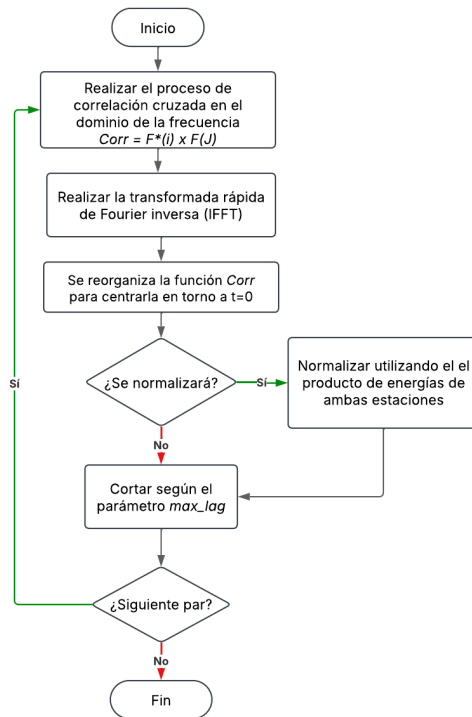 Inicio
Realizar el proceso de
correlación cruzada en el
dominio de la frecuencia
Corr = F*(i) x F(J)
Realizar la transformada rápida
de Fourier inversa (IFFT)
Se reorganiza la función Corr
para centrarla en torno a t=0
¿Se normalizará?
Sí
Normalizar utilizando el el
producto de energías de
ambas estaciones
No
Cortar según el
parámetro max_lag
Sí
¿Siguiente par?
No
Fin